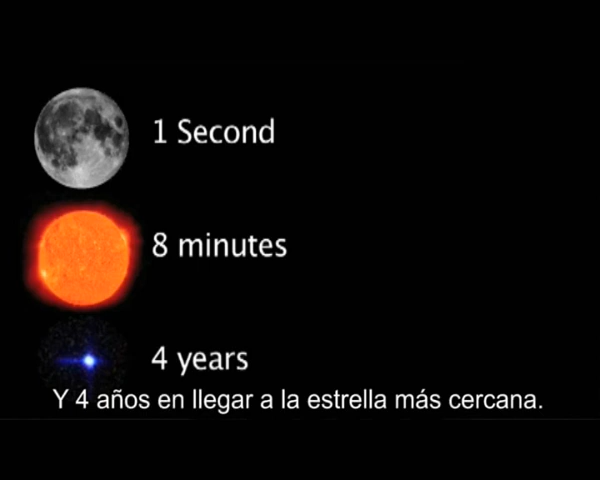 1 Second
8 minutes
4 years
Y 4 años en llegar a la estrella más cercana.